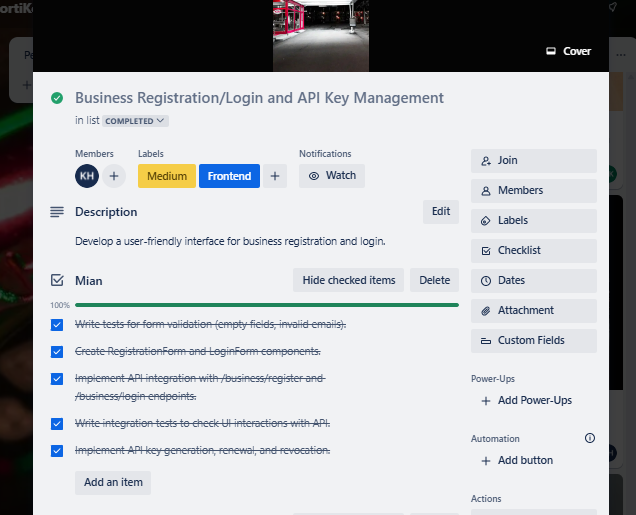 Cover
Business Registration/Login and API Key Management
in list COMPLETED
Members
Labels
Notifications
KH
Medium
Frontend
Watch
Join
Members
Labels
Checklist
Dates
Attachment
Custom Fields
Power-Ups
Add Power-Ups
Automation
Add button
Actions
Description
Edit
Develop a user-friendly interface for business registration and login.
Mian
Hide checked items
Delete
100%
Write tests for form validation (empty fields, invalid emails).
Create RegistrationForm and LoginForm components.
Implement API integration with /business/register and
/business/login endpoints.
Write integration tests to check UI interactions with API.
Implement API key generation, renewal, and revocation.
Add an item